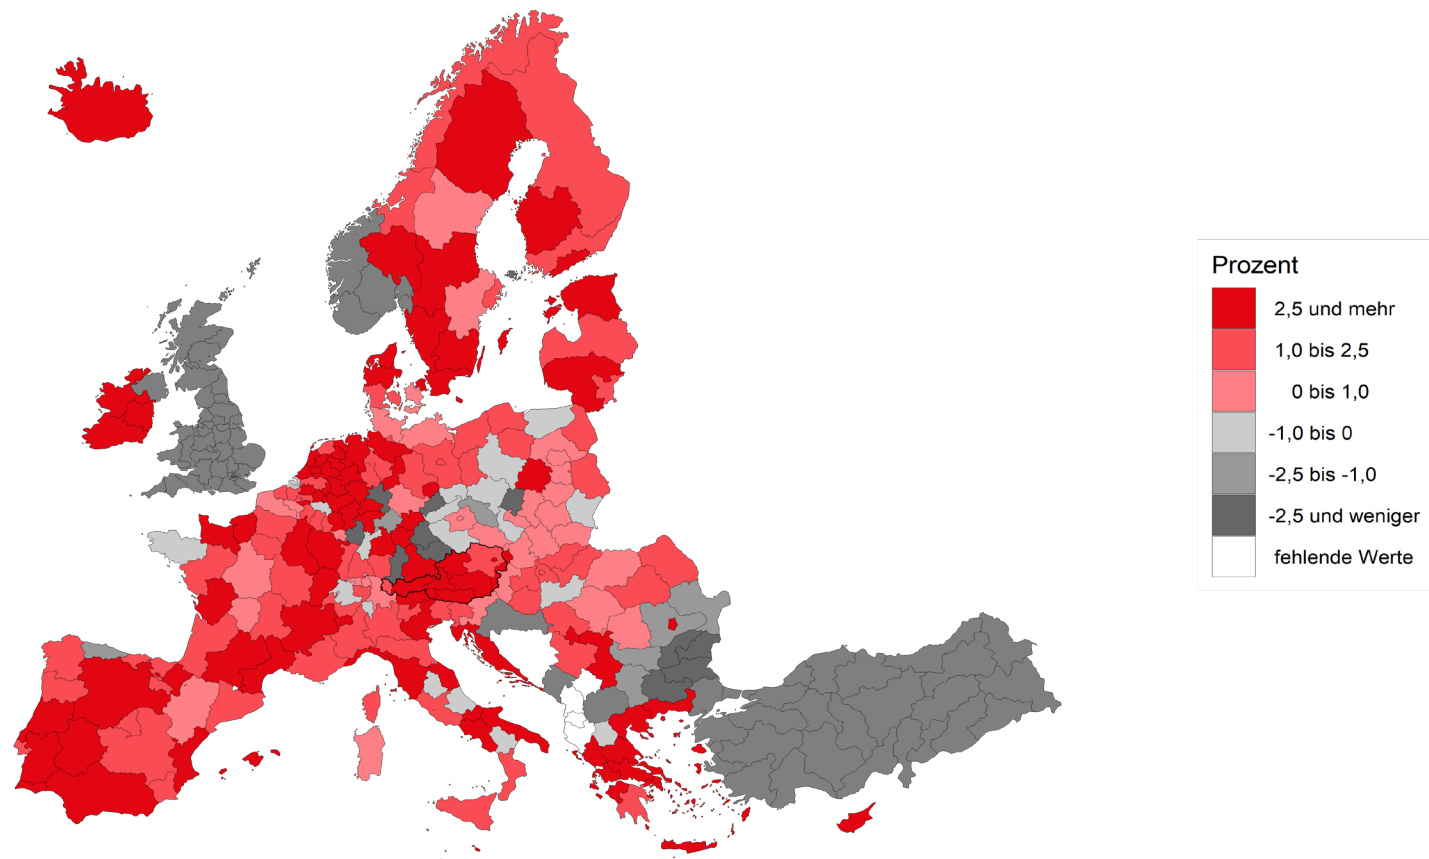 Prozent
2,5 und mehr
1,0 bis 2,5
0 bis 1,0
-1,0 bis 0
-2,5 bis -1,0
-2,5 und weniger
fehlende Werte